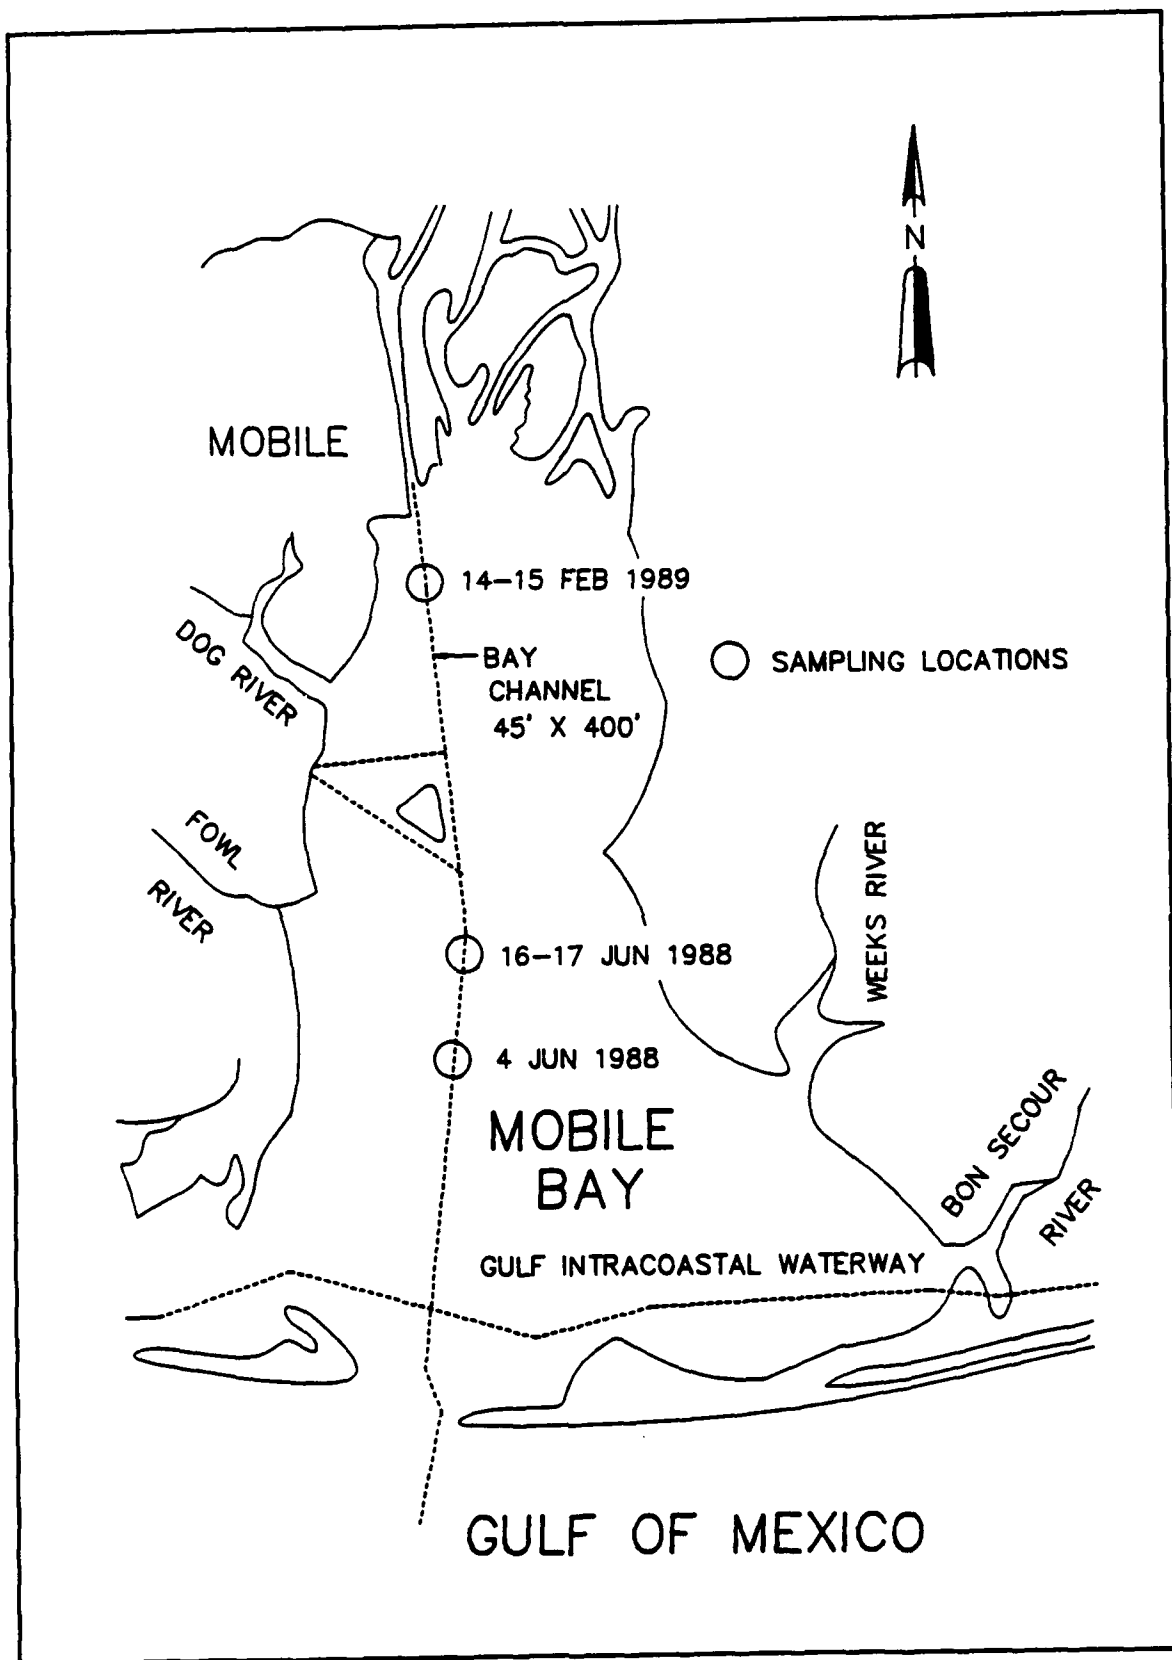 N
MOBILE
14-15 FEB 1989
DOG RIVER
BAY
CHANNEL
45' X 400'
SAMPLING LOCATIONS
FOWL
RIVER
WEEKS RIVER
16-17 JUN 1988
4 JUN 1988
MOBILE
BAY
BON SECOUR
RIVER
GULF INTRACOASTAL WATERWAY
GULF OF MEXICO